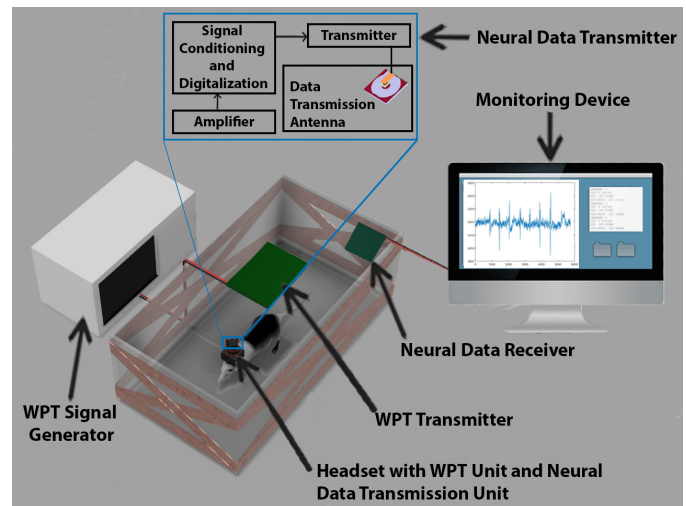 Signal
Conditioning
and
Digitalization
Transmitter
Neural Data Transmitter
Data
Transmission
Antenna
Amplifier
Monitoring Device
Neural Data Receiver
WPT Signal
Generator
WPT Transmitter
Headset with WPT Unit and Neural
Data Transmission Unit